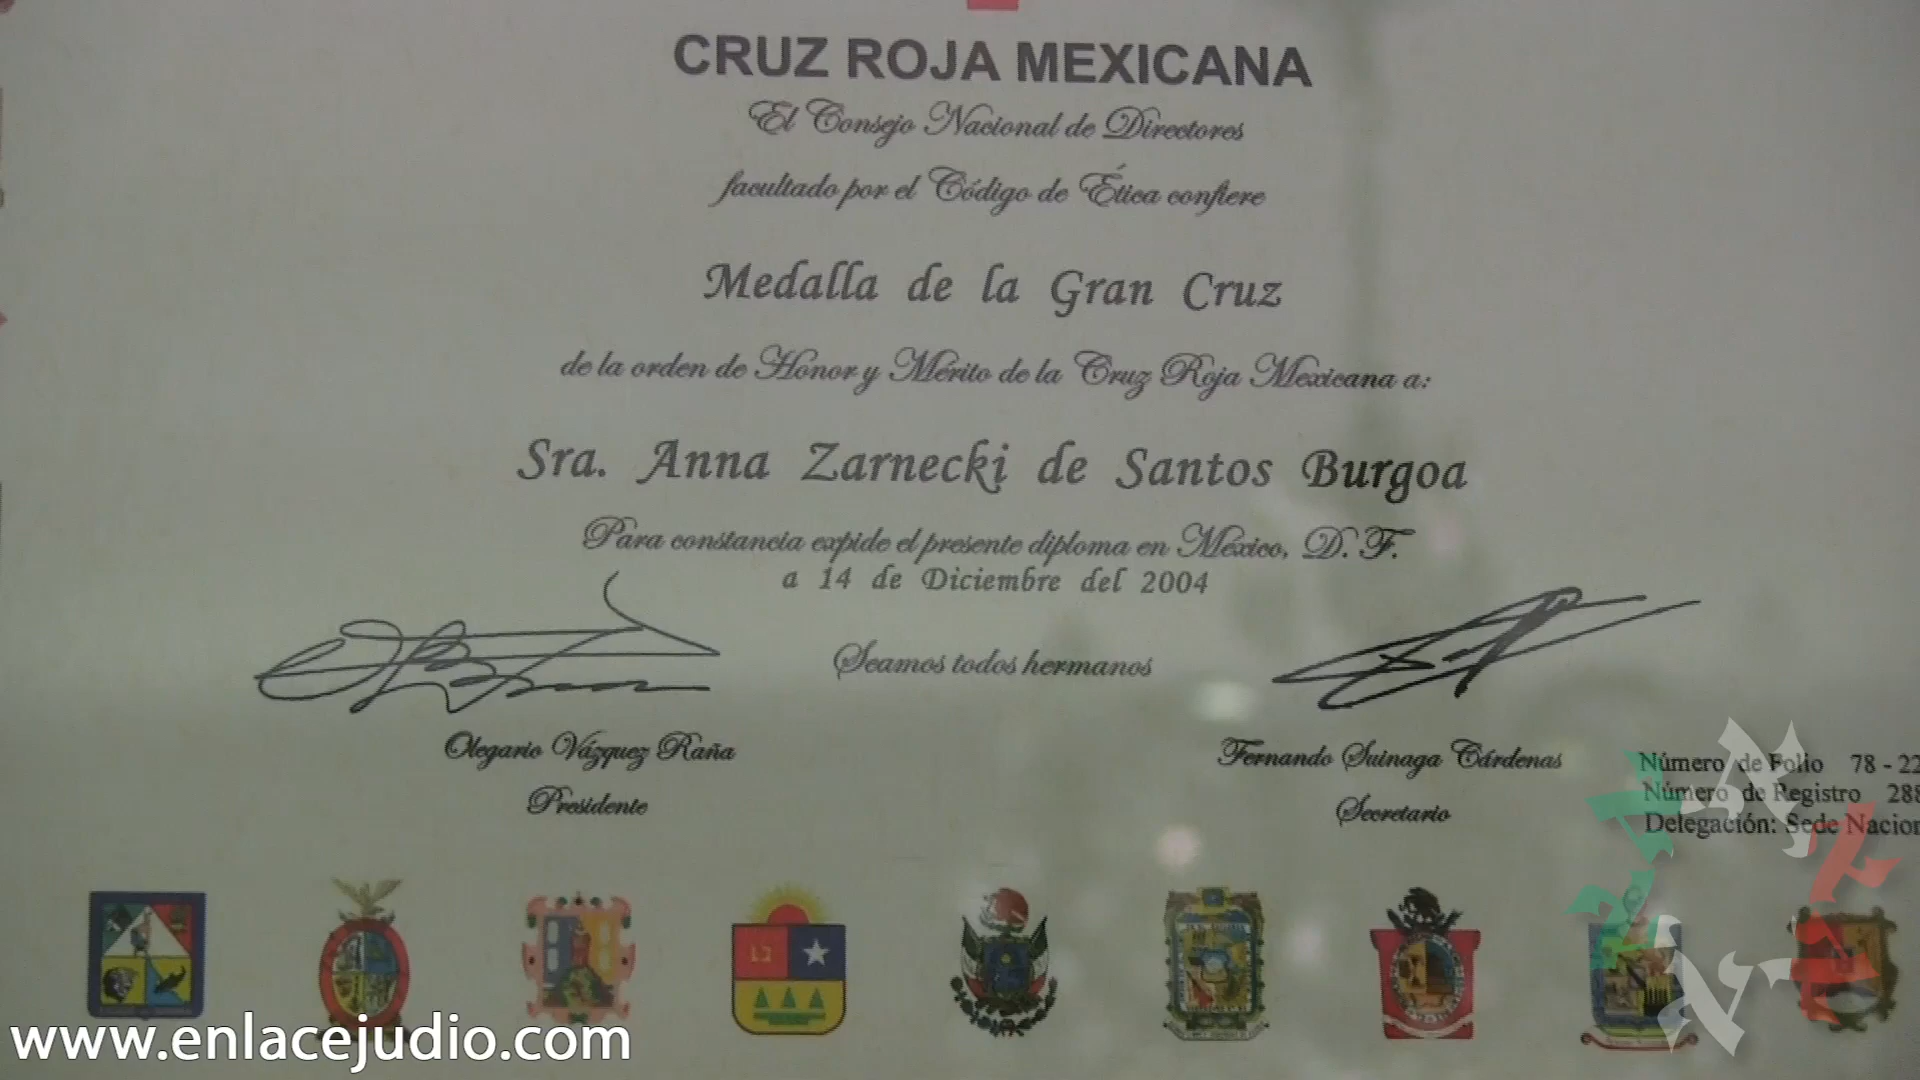 CRUZ ROJA MEXICANA
El Consejo Nacional de Directores
facultado por el Código de Ética confiere
Medalla de la Gran Cruz
de la orden de Honor y Mérito de la Cruz Roja Mexicana a:
Sra. Anna Zarnecki de Santos Burgoa
Para constancia expide el presente diploma en México, D. F.
a 14 de Diciembre del 2004
Seamos todos hermanos
Olegario Vázquez Raña
Presidente
Fernando Suinaga Cárdenas
Secretario
Número de Folio 78 - 22
Número de Registro 288
Delegación: Sede Nacion
www.enlacejudio.com